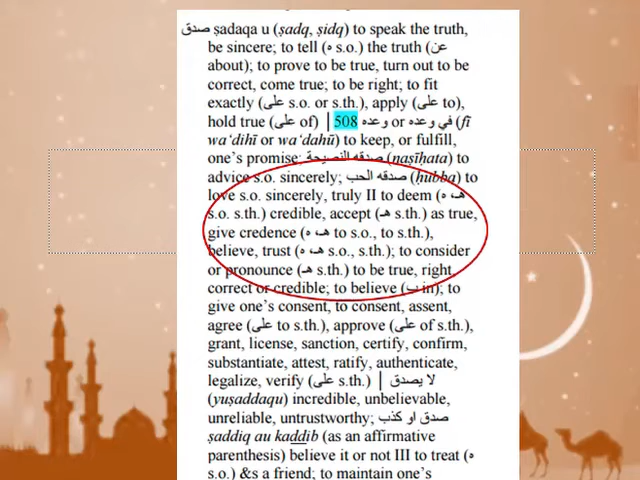 صدق ṣadaqa u (ṣadq, ṣidq) to speak the truth,
be sincere; to tell (ه s.o.) the truth (عن
about); to prove to be true, turn out to be
correct, come true; to be right; to fit
exactly (على s.o. or s.th.), apply (على to),
hold true (على of) | 508 وعده or في وعده (fī
wa‘dihī or wa‘dahū) to keep, or fulfill,
one’s promise; صدقه النصيحة (naṣīḥata) to
advice s.o. sincerely; صدقه الحب (ḥubba) to
love s.o. sincerely, truly II to deem (هـ، ه
s.o. s.th.) credible, accept (هـ s.th.) as true,
give credence (هـ، ه to s.o., to s.th.),
believe, trust (هـ، ه s.o., s.th.); to consider
or pronounce (هـ s.th.) to be true, right,
correct or credible; to believe (ب in); to
give one’s consent, to consent, assent,
agree (على to s.th.), approve (على of s.th.),
grant, license, sanction, certify, confirm,
substantiate, attest, ratify, authenticate,
legalize, verify (على s.th.) | لا يصدق
(yuṣaddaqu) incredible, unbelievable,
unreliable, untrustworthy; صدق او كذب
ṣaddiq au kaddib (as an affirmative
parenthesis) believe it or not III to treat (ه
s.o.) &s a friend; to maintain one’s